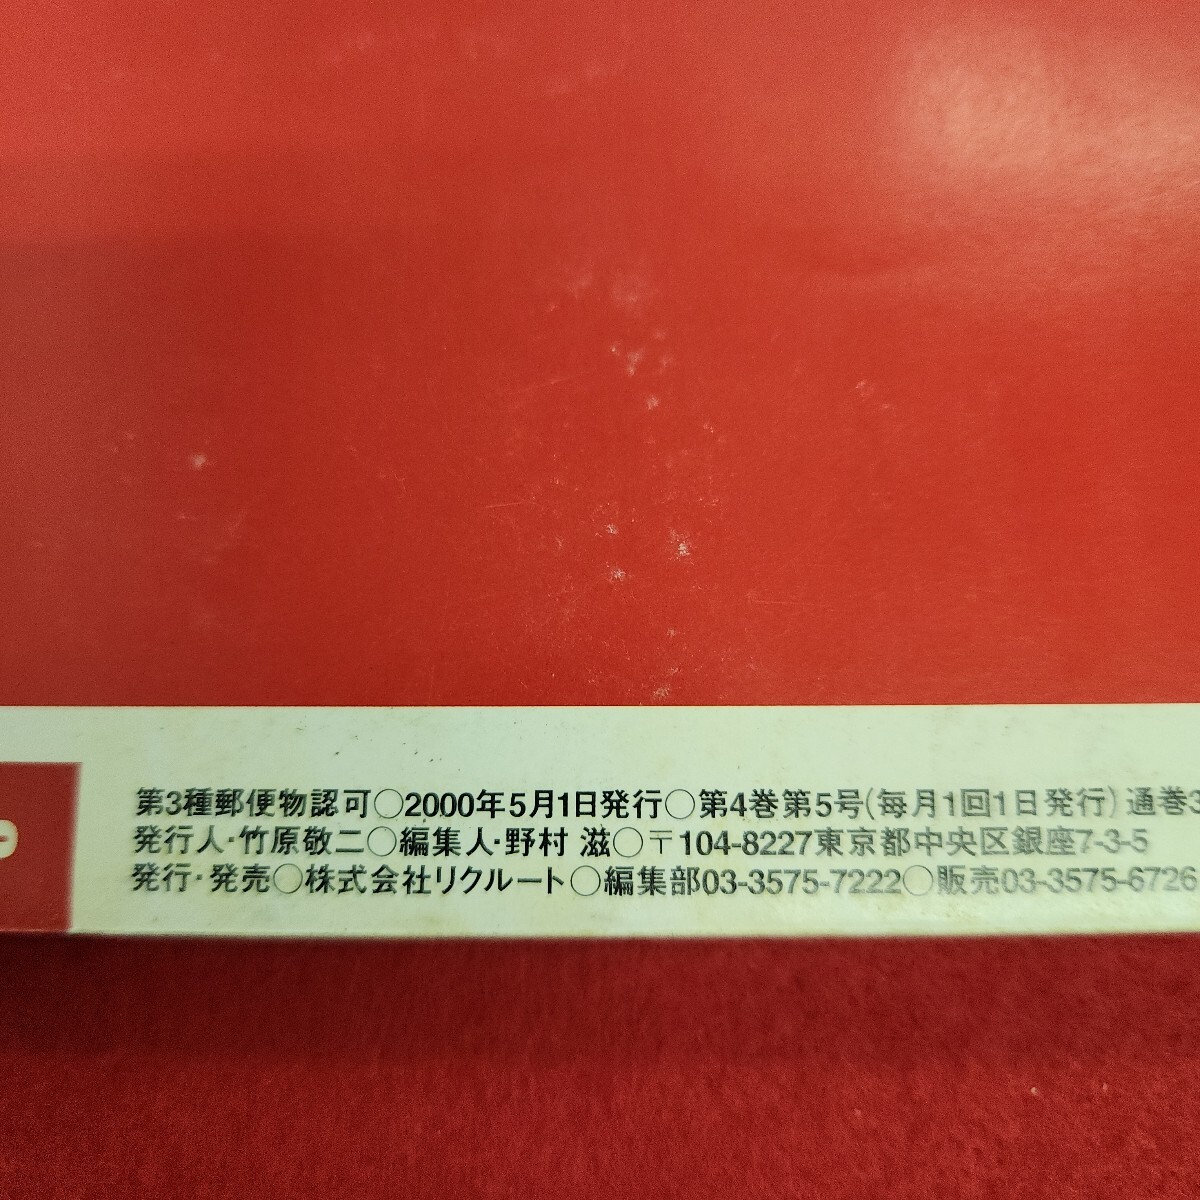 第3種郵便物認可○2000年5月1日発行○第4巻第5号(毎月1回1日発行)通巻3
発行人・竹原敬二○編集人・野村 滋○〒104-8227東京都中央区銀座7-3-5
発行・発売○株式会社リクルート○編集部03-3575-7222○販売03-3575-6726